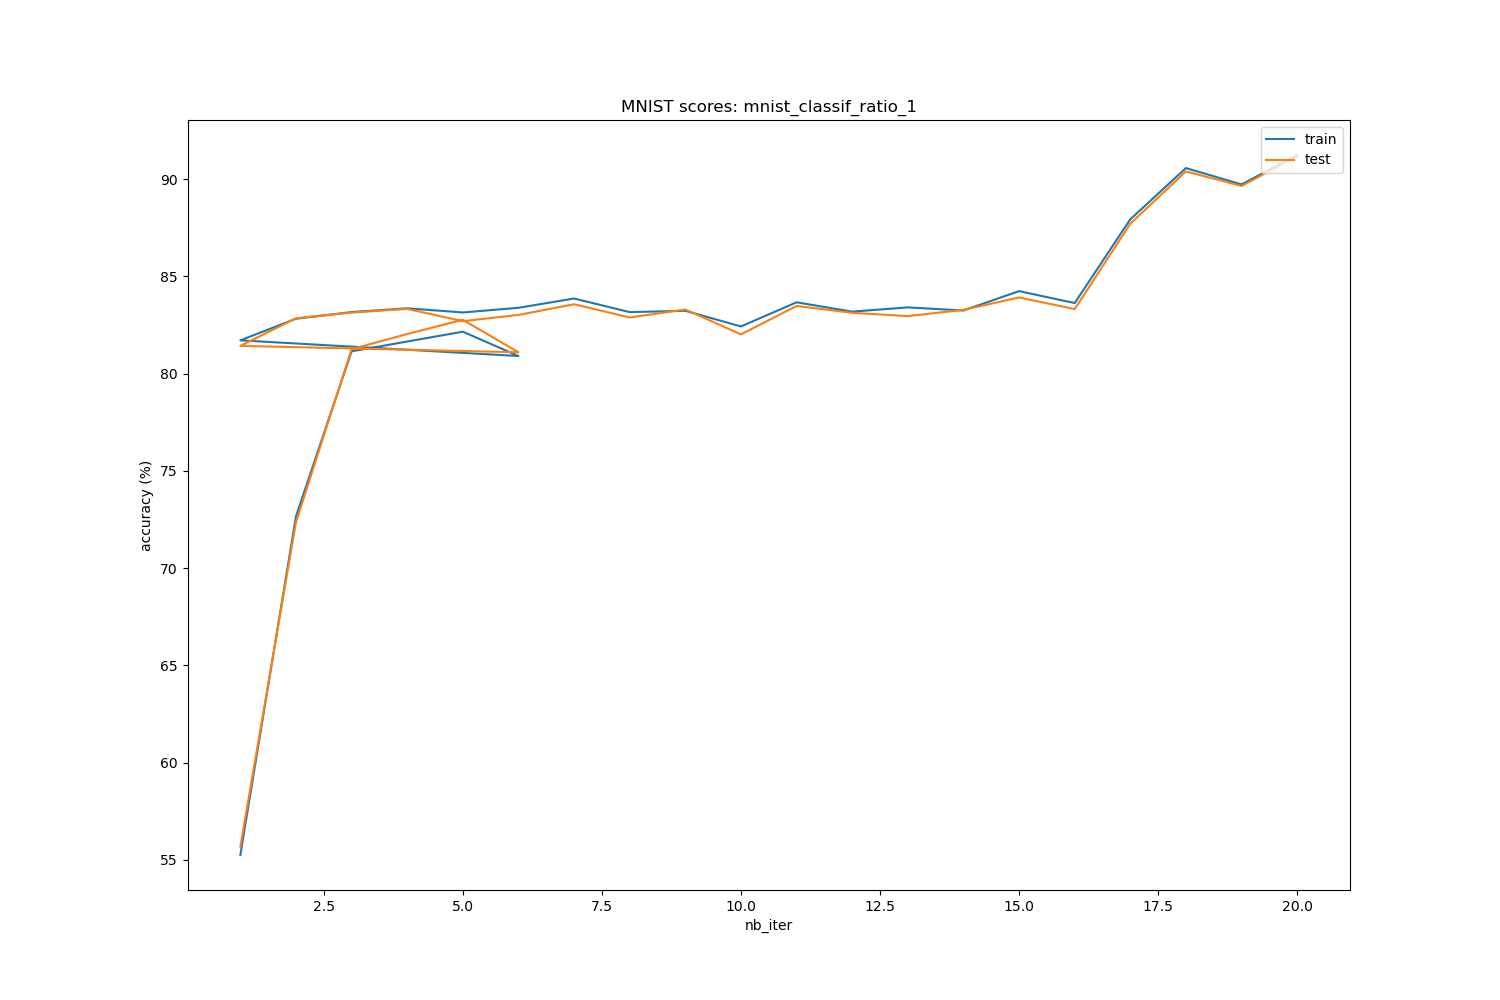 MNIST scores: mnist_classif_ratio_1
train
test
90
85
80
75
70
65
60
55
accuracy (%)
2.5 5.0 7.5 10.0 12.5 15.0 17.5 20.0
nb_iter